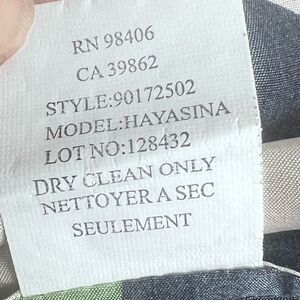 RN 98406
CA 39862
STYLE:90172502
MODEL:HAYASINA
LOT NO:128432
DRY CLEAN ONLY
NETTOYER A SEC
SEULEMENT